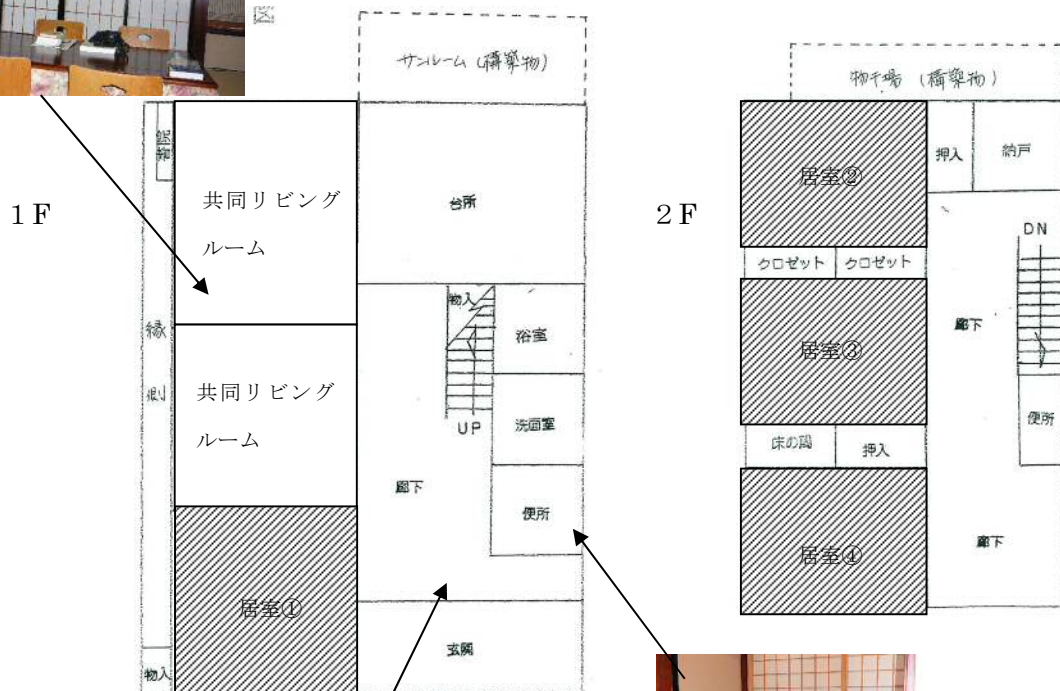 サンルーム（構築物）
1F
共同リビング
ルーム
台所
物入
浴室
縁側
共同リビング
ルーム
UP
洗面室
廊下
便所
居室①
玄関
物入
2F
物干場（構築物）
居室②
押入
納戸
DN
クロゼット
クロゼット
廊下
居室③
便所
床の間
押入
居室④
廊下